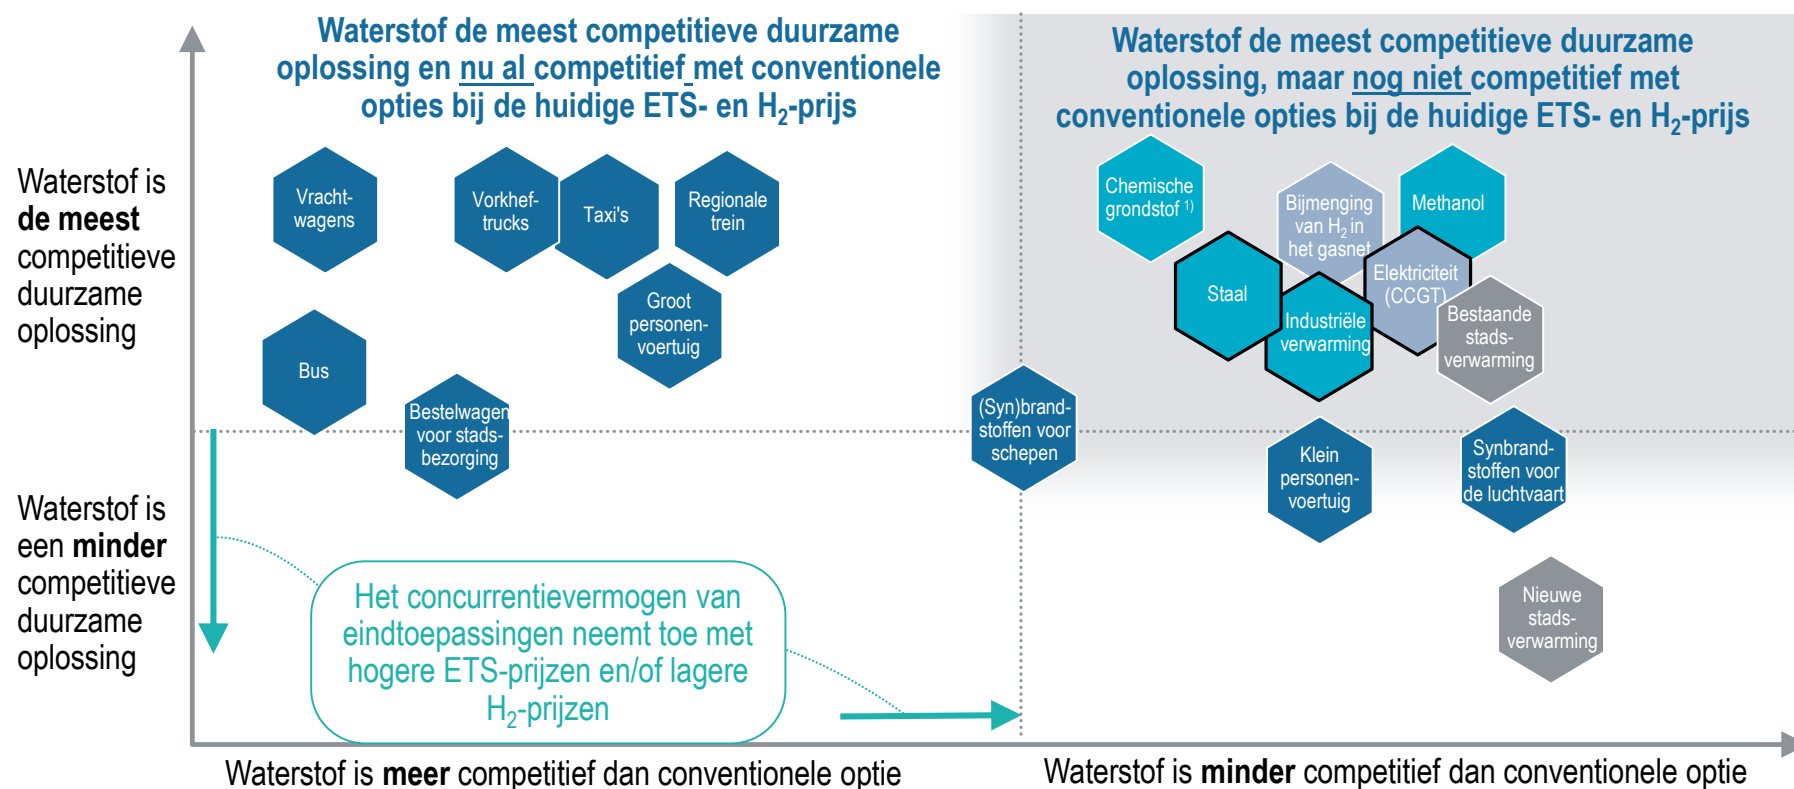 Waterstof de meest competitieve duurzame
oplossing en nu al competitief met conventionele
opties bij de huidige ETS- en H₂-prijs
Waterstof de meest competitieve duurzame
oplossing, maar nog niet competitief met
conventionele opties bij de huidige ETS- en H₂-prijs
Waterstof is
de meest
competitieve
duurzame
oplossing
Vracht-
wagens
Vorkhef-
trucks
Taxi's
Regionale
trein
Groot
personen-
voertuig
Bus
Bestelwagen
voor stads-
bezorging
Chemische
grondstof ¹⁾
Bijmenging
van H₂ in
het gasnet
Methanol
Staal
Industriële
verwarming
Elektriciteit
(CCGT)
Bestaande
stads-
verwarming
(Syn)brand-
stoffen voor
schepen
Klein
personen-
voertuig
Synbrand-
stoffen voor
de luchtvaart
Nieuwe
stads-
verwarming
Waterstof is
een minder
competitieve
duurzame
oplossing
Het concurrentievermogen van
eindtoepassingen neemt toe met
hogere ETS-prijzen en/of lagere
H₂-prijzen
Waterstof is meer competitief dan conventionele optie
Waterstof is minder competitief dan conventionele optie